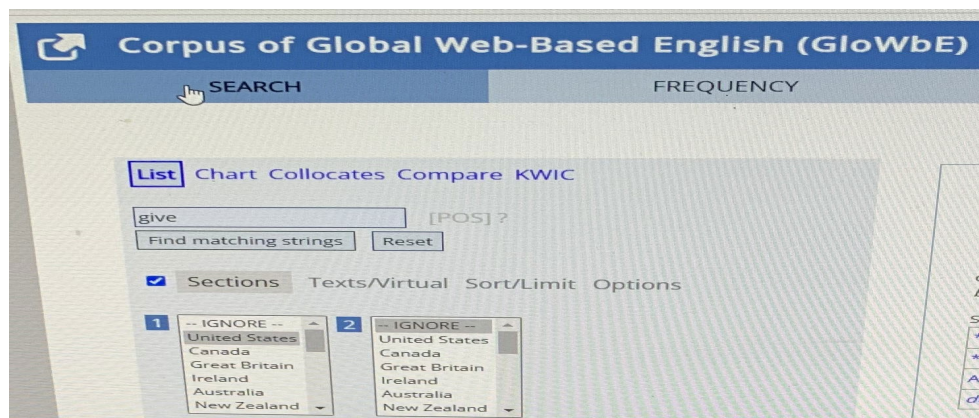 Corpus of Global Web-Based English (GloWbE)
SEARCH FREQUENCY
List Chart Collocates Compare KWIC
give [POS] ?
Find matching strings Reset
Sections Texts/Virtual Sort/Limit Options
1 -- IGNORE -- 2 -- IGNORE --
United States United States
Canada Canada
Great Britain Great Britain
Ireland Ireland
Australia Australia
New Zealand New Zealand